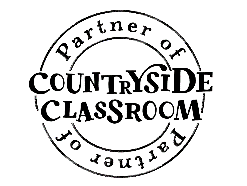 Partner of
COUNTRYSIDE
CLASSROOM
Partner of